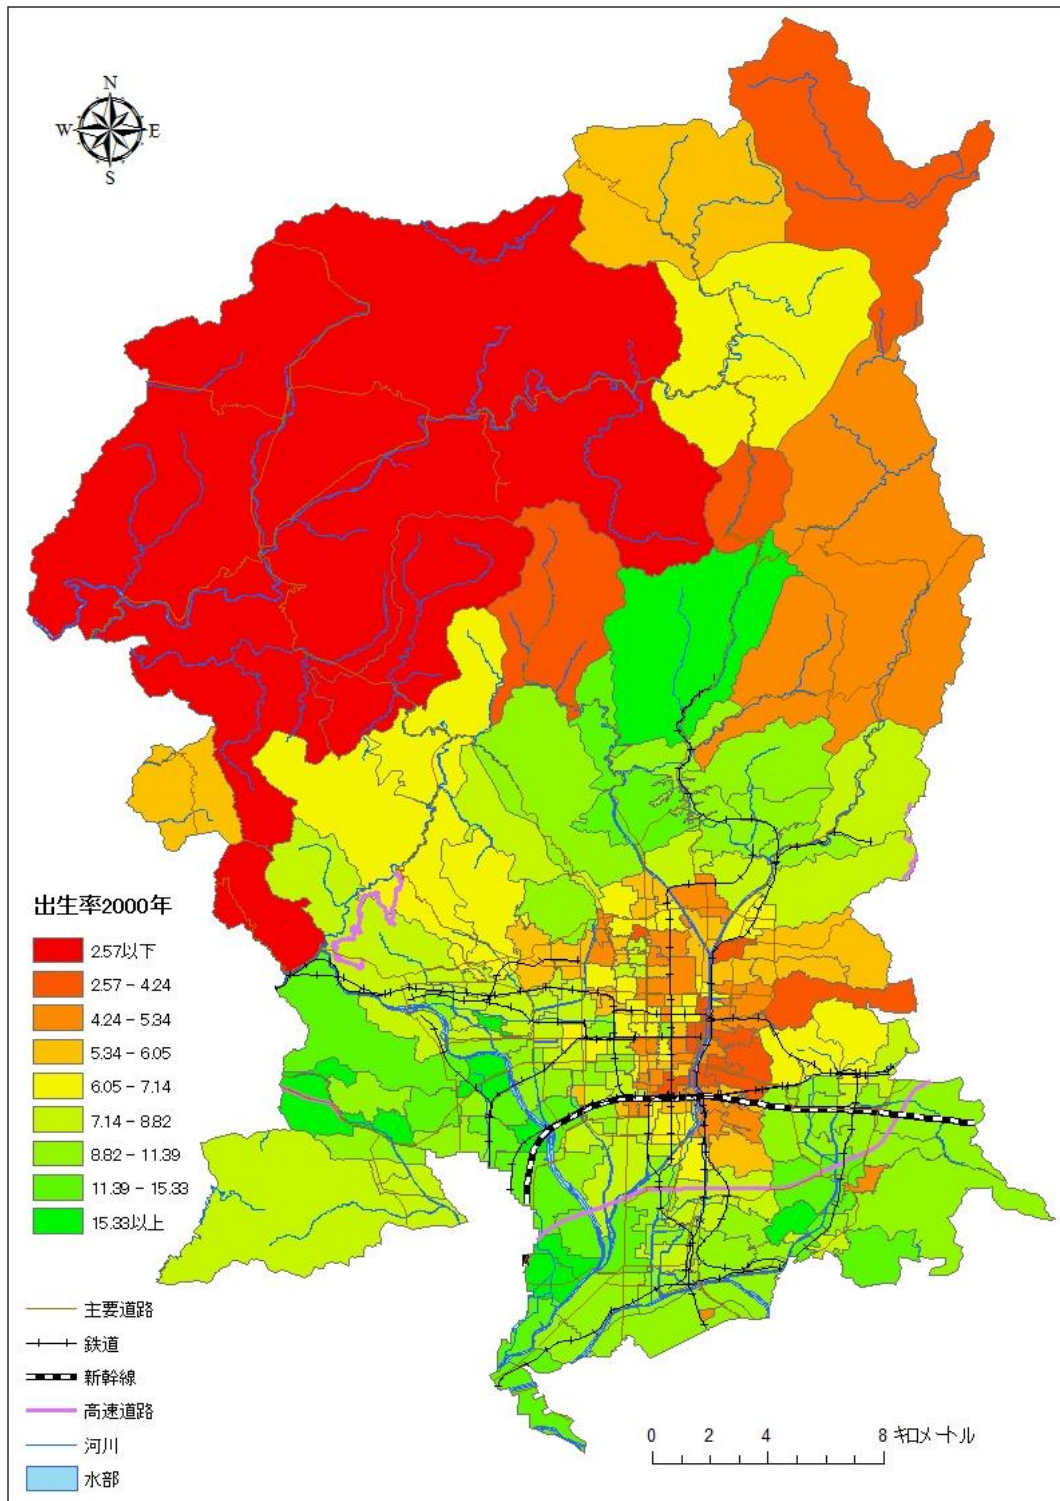 N
W E
S
出生率2000年
2.57以下
2.57 - 4.24
4.24 - 5.34
5.34 - 6.05
6.05 - 7.14
7.14 - 8.82
8.82 - 11.39
11.39 - 15.33
15.33以上
主要道路
鉄道
新幹線
高速道路
河川
水部
0 2 4 8 キロメートル